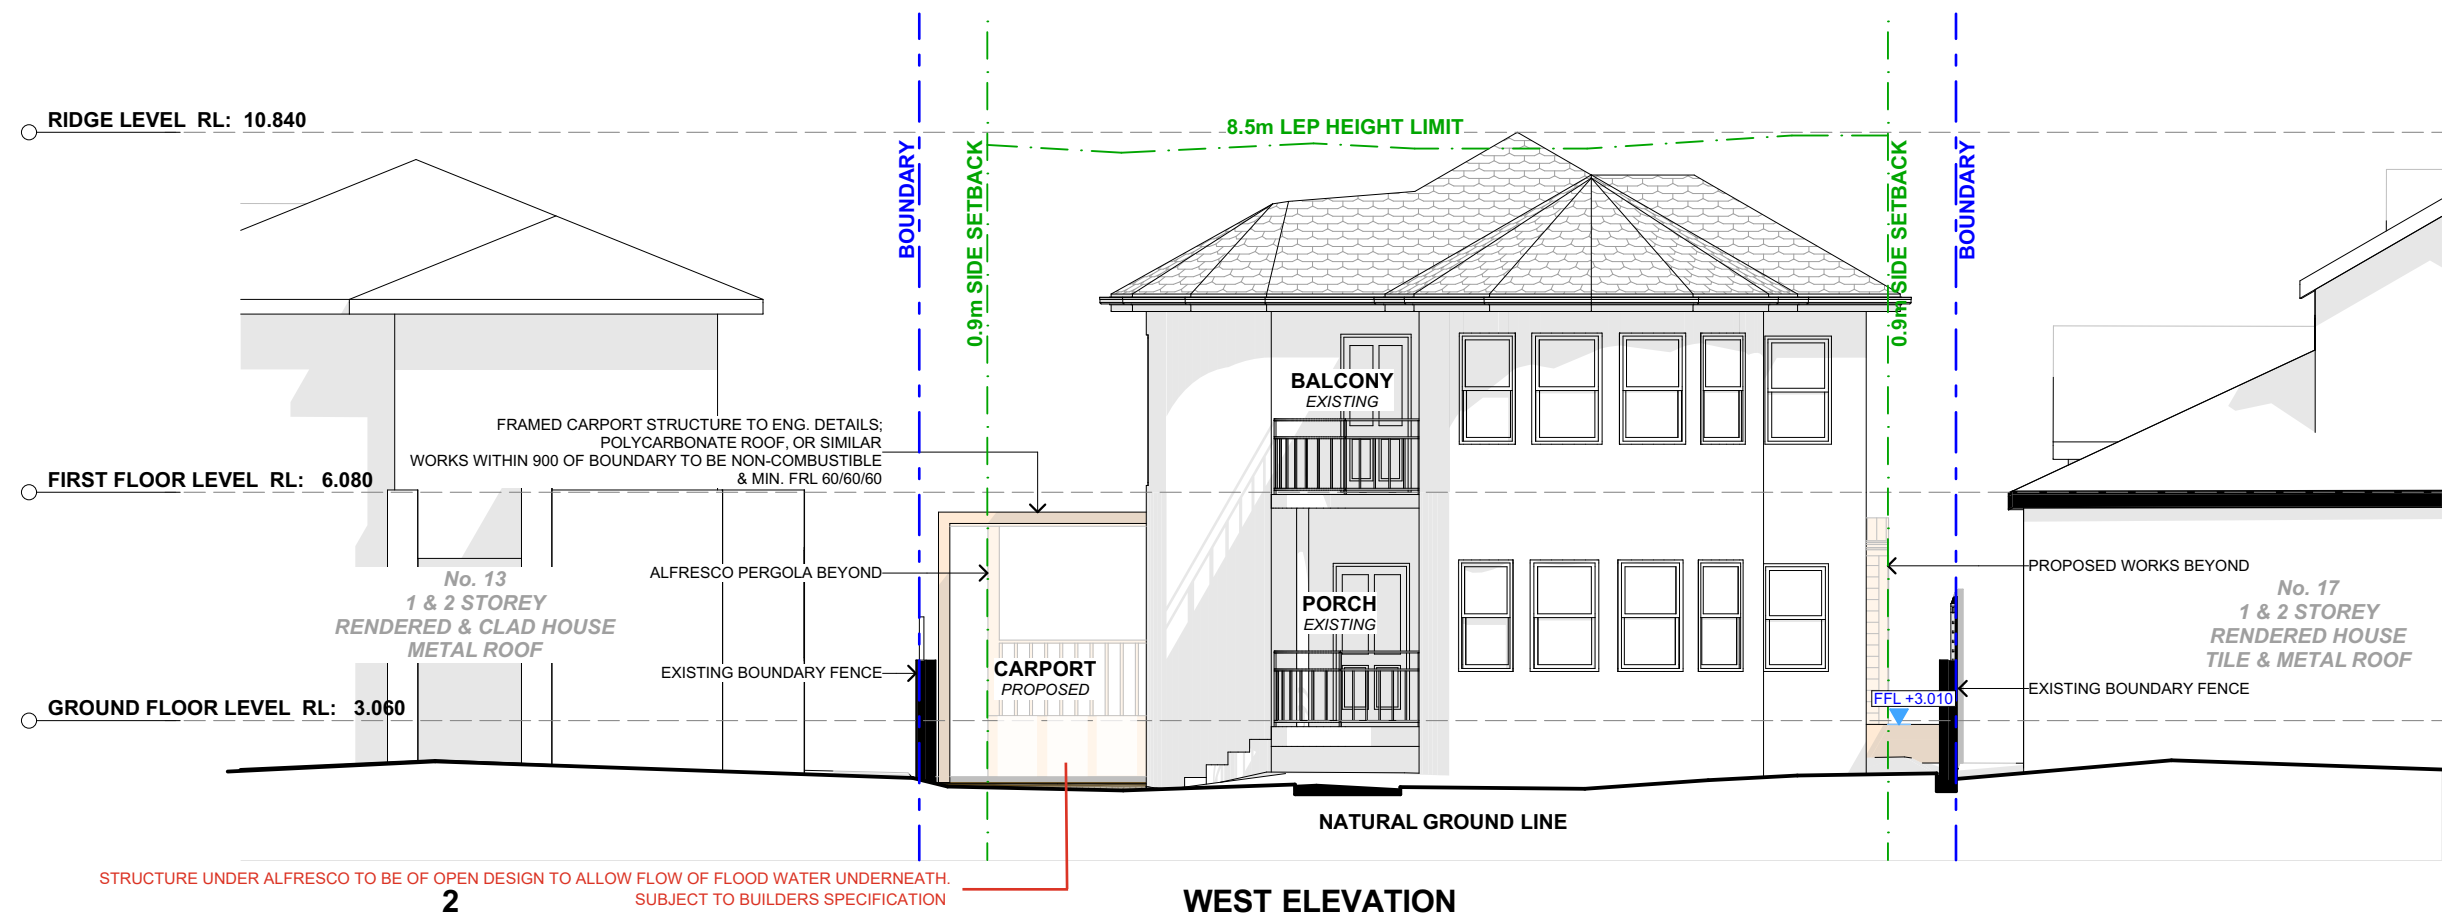 RIDGE LEVEL RL: 10.840
8.5m LEP HEIGHT LIMIT
BOUNDARY
0.9m SIDE SETBACK
0.9m SIDE SETBACK
BOUNDARY
BALCONY
EXISTING
FRAMED CARPORT STRUCTURE TO ENG. DETAILS;
POLYCARBONATE ROOF, OR SIMILAR
WORKS WITHIN 900 OF BOUNDARY TO BE NON-COMBUSTIBLE
& MIN. FRL 60/60/60
FIRST FLOOR LEVEL RL: 6.080
ALFRESCO PERGOLA BEYOND
PROPOSED WORKS BEYOND
No. 13
1 & 2 STOREY
RENDERED & CLAD HOUSE
METAL ROOF
PORCH
EXISTING
No. 17
1 & 2 STOREY
RENDERED HOUSE
TILE & METAL ROOF
EXISTING BOUNDARY FENCE
CARPORT
PROPOSED
EXISTING BOUNDARY FENCE
FFL +3.010
GROUND FLOOR LEVEL RL: 3.060
NATURAL GROUND LINE
STRUCTURE UNDER ALFRESCO TO BE OF OPEN DESIGN TO ALLOW FLOW OF FLOOD WATER UNDERNEATH.
SUBJECT TO BUILDERS SPECIFICATION
2
WEST ELEVATION